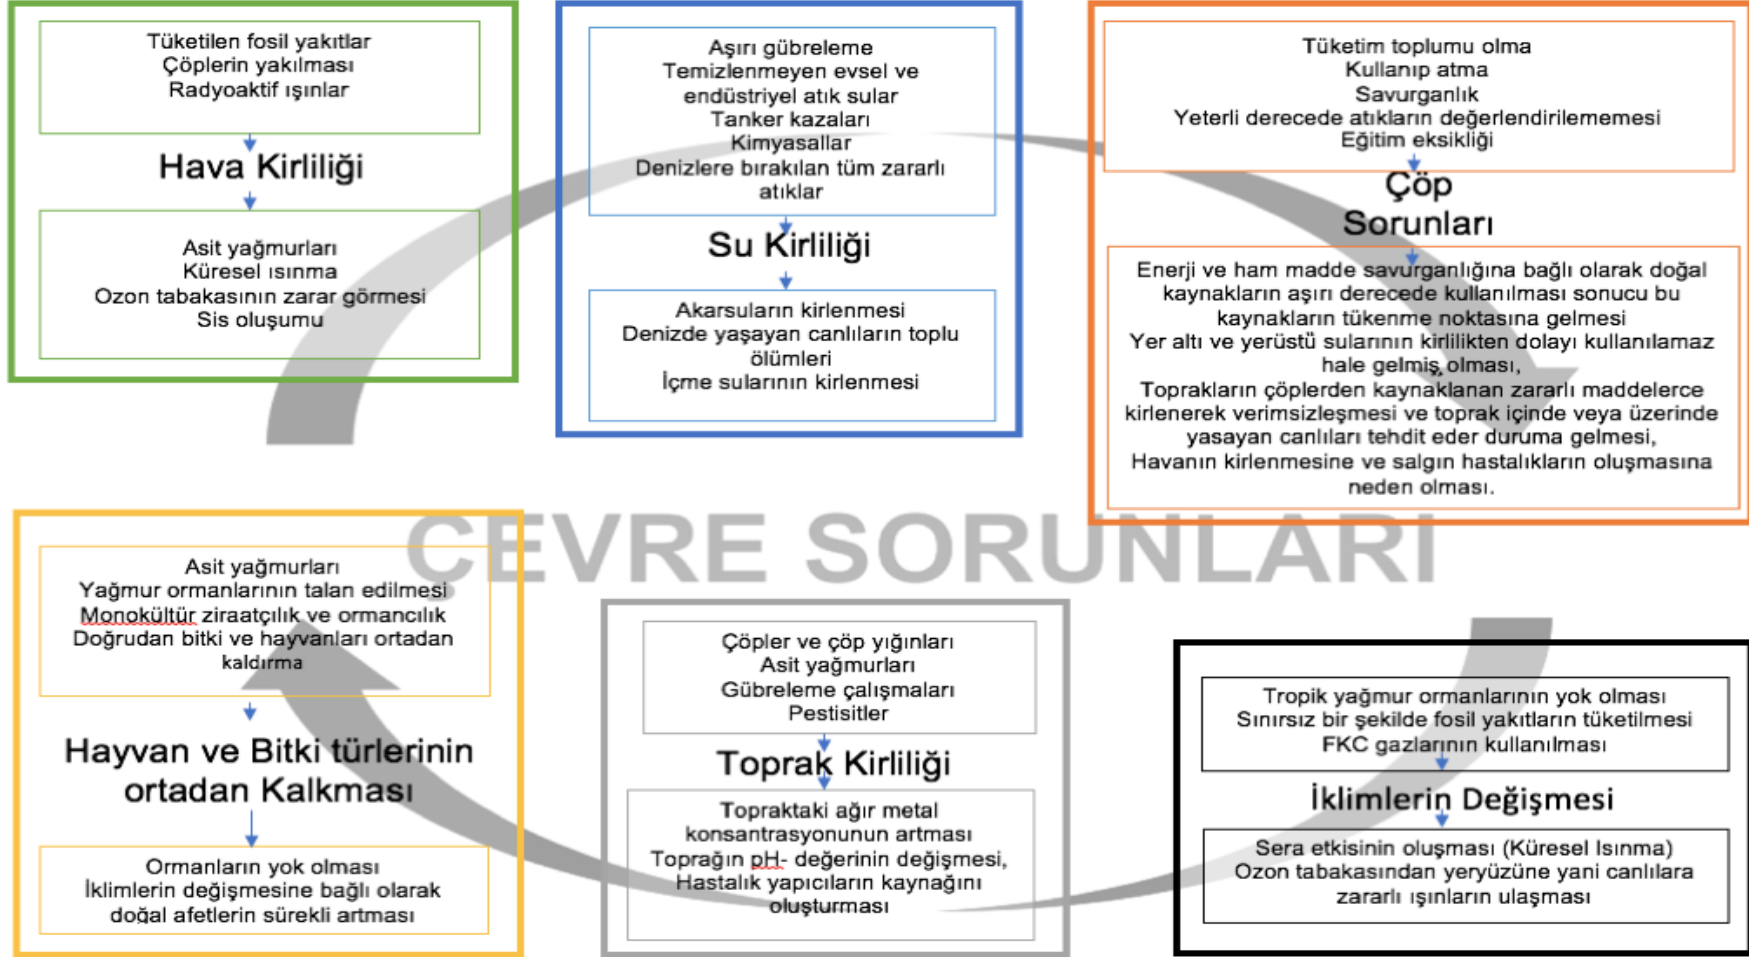 Tüketilen fosil yakıtlar
Çöplerin yakılması
Radyoaktif ışınlar
Hava Kirliliği
Asit yağmurları
Küresel ısınma
Ozon tabakasının zarar görmesi
Sis oluşumu
Aşırı gübreleme
Temizlenmeyen evsel ve
endüstriyel atık sular
Tanker kazaları
Kimyasallar
Denizlere bırakılan tüm zararlı
atıklar
Su Kirliliği
Akarsuların kirlenmesi
Denizde yaşayan canlıların toplu
ölümleri
İçme sularının kirlenmesi
Tüketim toplumu olma
Kullanıp atma
Savurganlık
Yeterli derecede atıkların değerlendirilememesi
Eğitim eksikliği
Çöp
Sorunları
Enerji ve ham madde savurganlığına bağlı olarak doğal
kaynakların aşırı derecede kullanılması sonucu bu
kaynakların tükenme noktasına gelmesi
Yer altı ve yerüstü sularının kirlilikten dolayı kullanılamaz
hale gelmiş olması,
Toprakların çöplerden kaynaklanan zararlı maddelerce
kirlenerek verimsizleşmesi ve toprak içinde veya üzerinde
yasayan canlıları tehdit eder duruma gelmesi,
Havanın kirlenmesine ve salgın hastalıkların oluşmasına
neden olması.
ÇEVRE SORUNLARI
Asit yağmurları
Yağmur ormanlarının talan edilmesi
Monokültür ziraatçılık ve ormancılık
Doğrudan bitki ve hayvanları ortadan
kaldırma
Hayvan ve Bitki türlerinin
ortadan Kalkması
Ormanların yok olması
İklimlerin değişmesine bağlı olarak
doğal afetlerin sürekli artması
Çöpler ve çöp yığınları
Asit yağmurları
Gübreleme çalışmaları
Pestisitler
Toprak Kirliliği
Topraktaki ağır metal
konsantrasyonunun artması
Toprağın pH- değerinin değişmesi,
Hastalık yapıcıların kaynağını
oluşturması
Tropik yağmur ormanlarının yok olması
Sınırsız bir şekilde fosil yakıtların tüketilmesi
FKC gazlarının kullanılması
İklimlerin Değişmesi
Sera etkisinin oluşması (Küresel Isınma)
Ozon tabakasından yeryüzüne yani canlılara
zararlı ışınların ulaşması